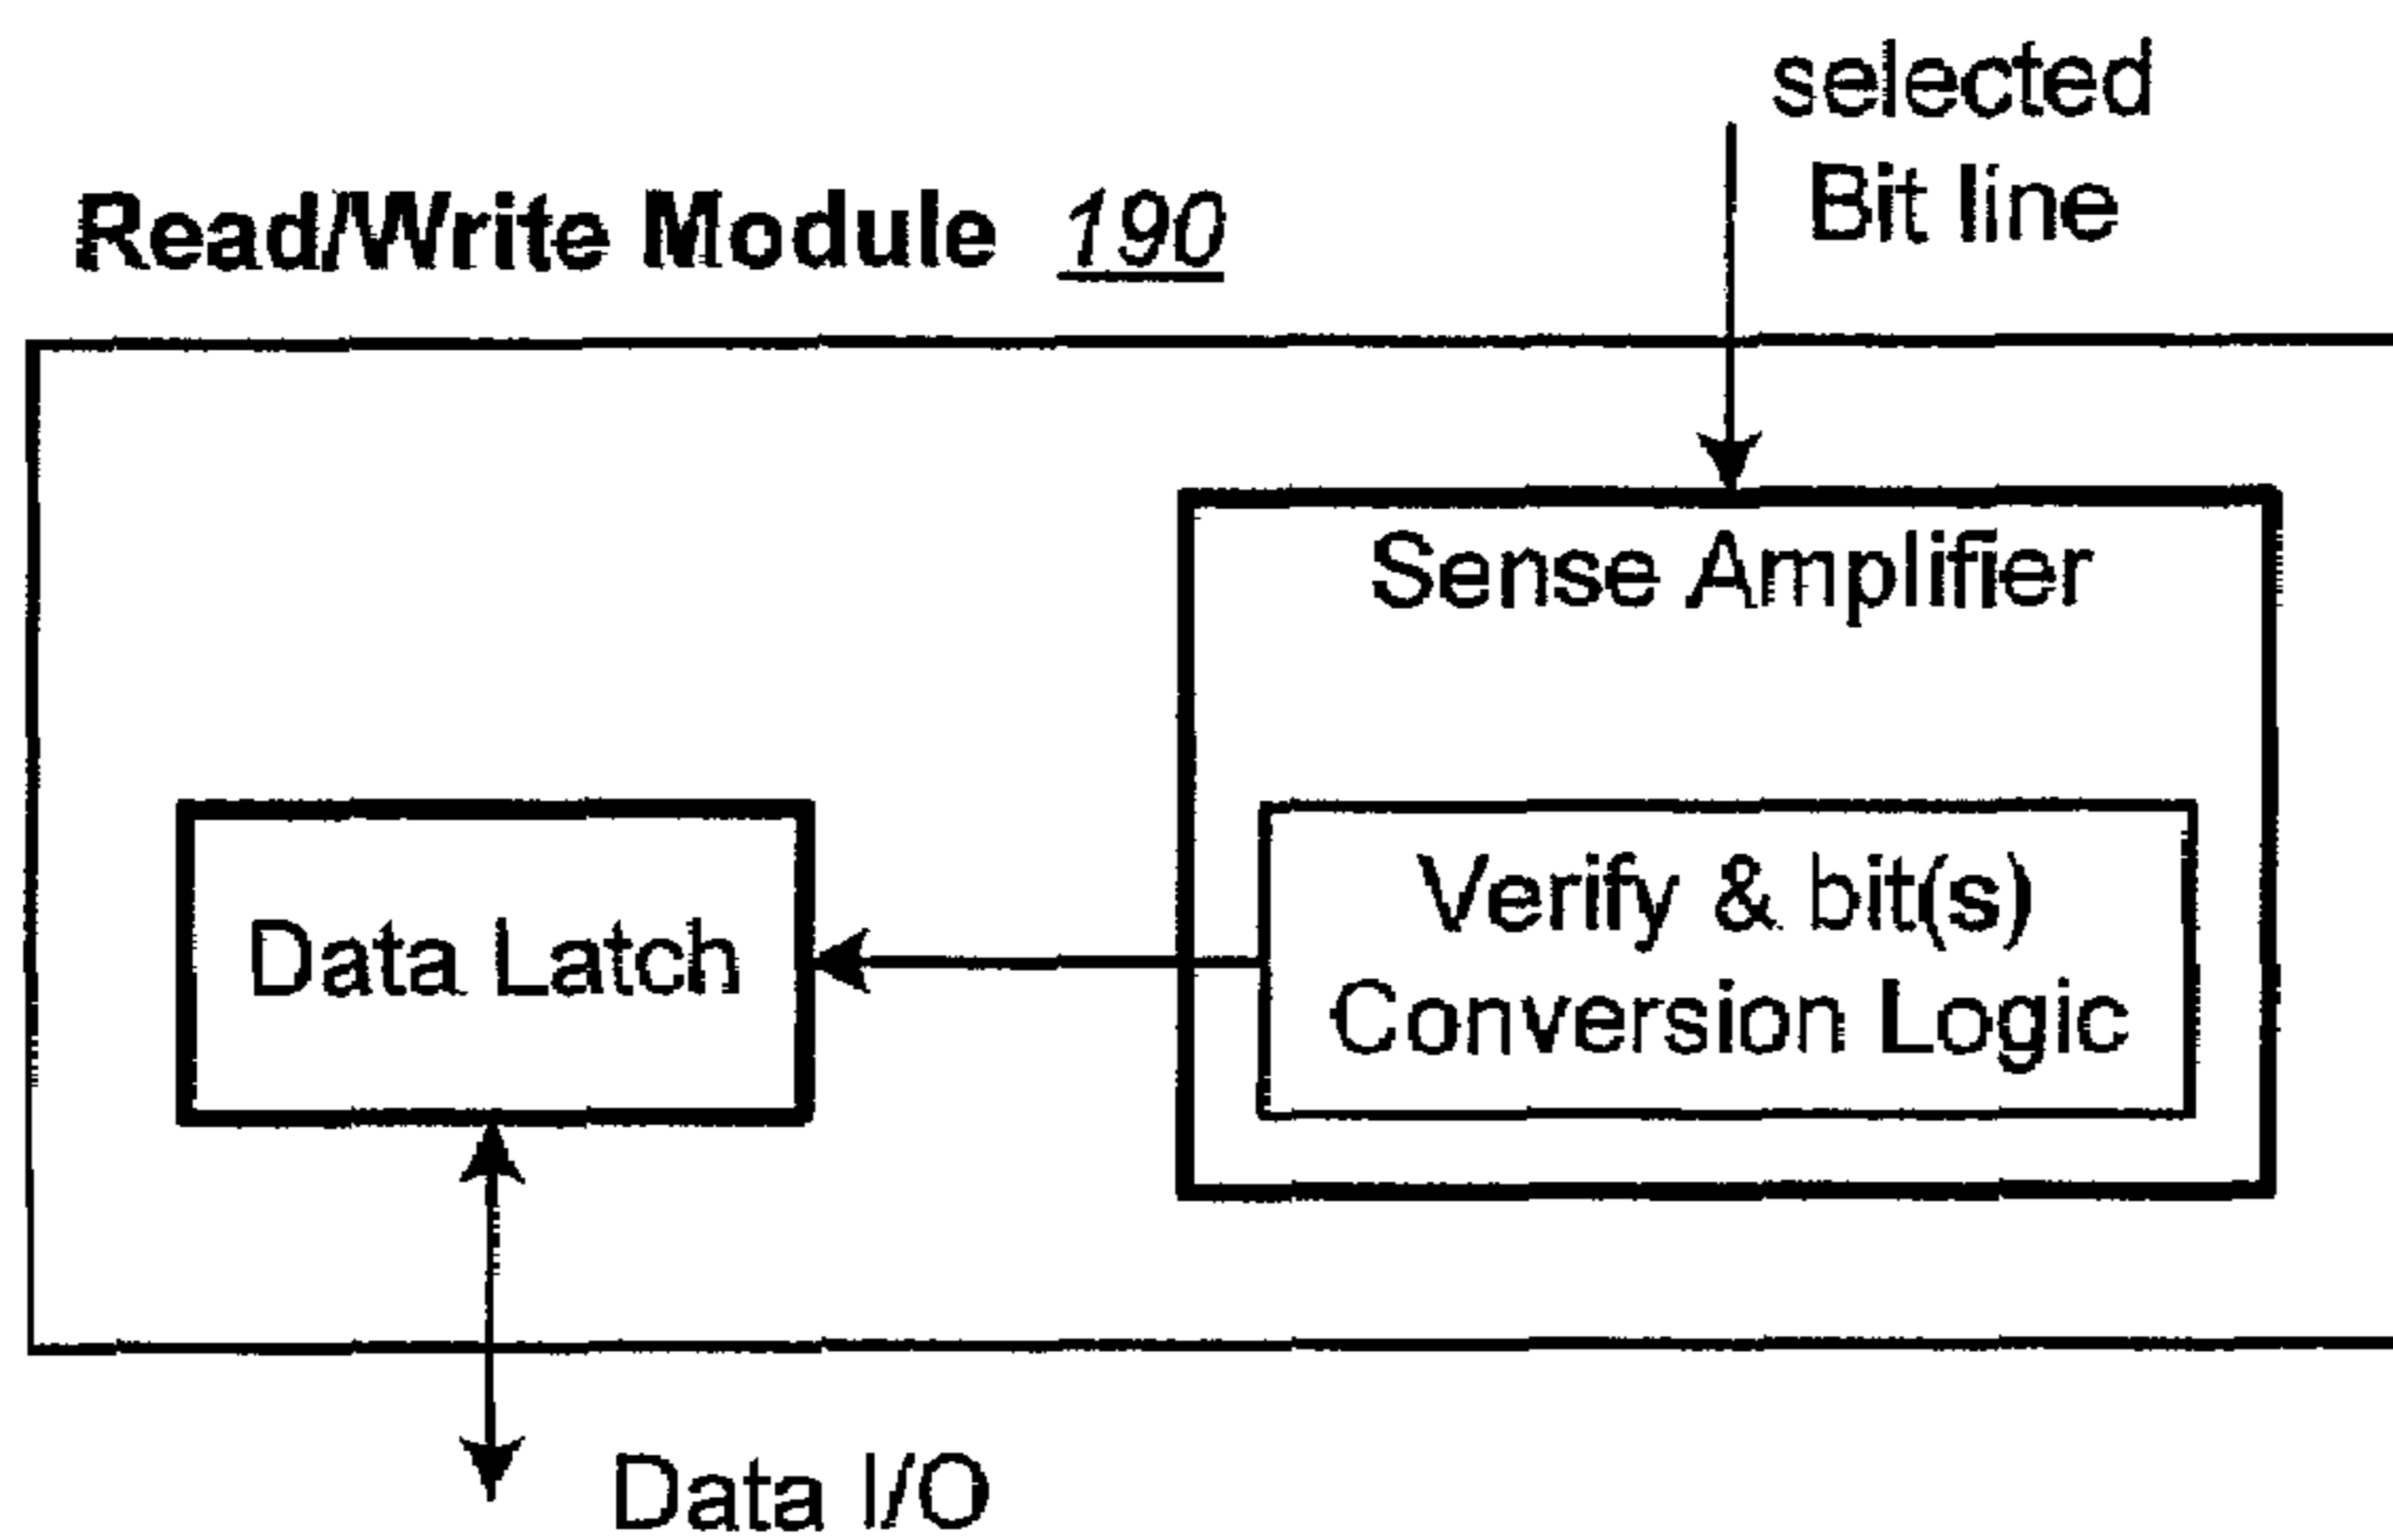 selected
Bit line
Read/Write Module 190
Sense Amplifier
Verify & bit(s)
Conversion Logic
Data Latch
Data I/O